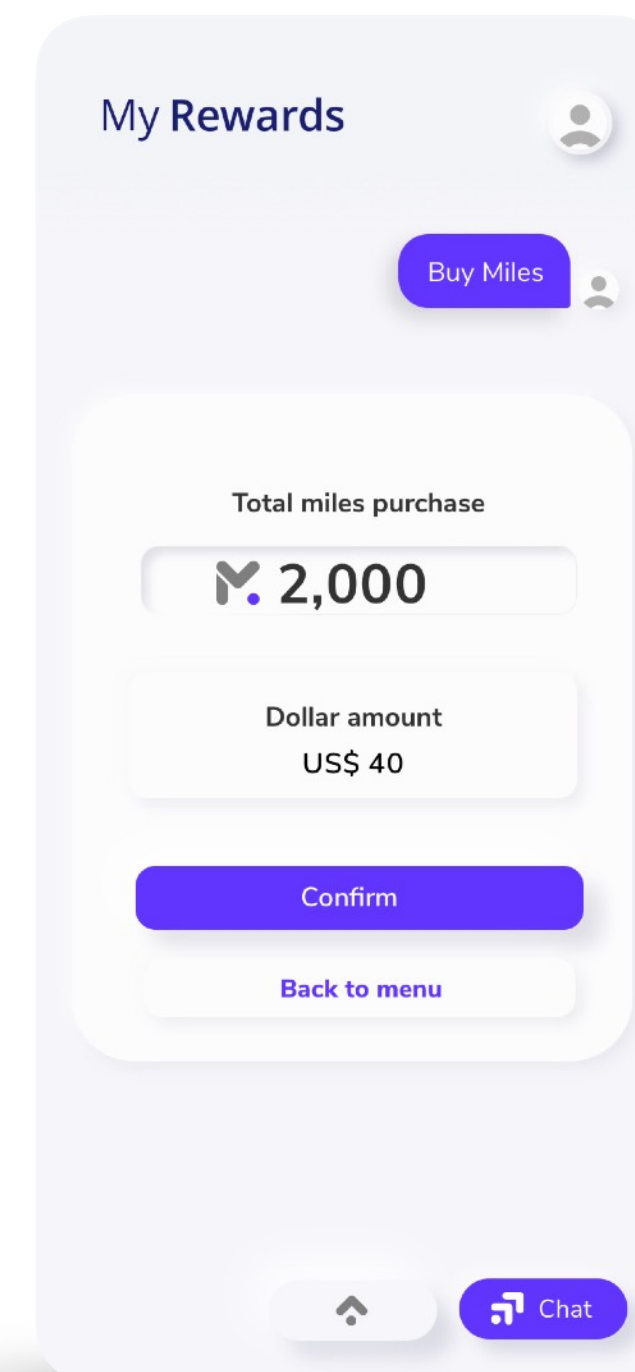 My Rewards
Buy Miles
Total miles purchase
2,000
Dollar amount
US$ 40
Confirm
Back to menu
Chat